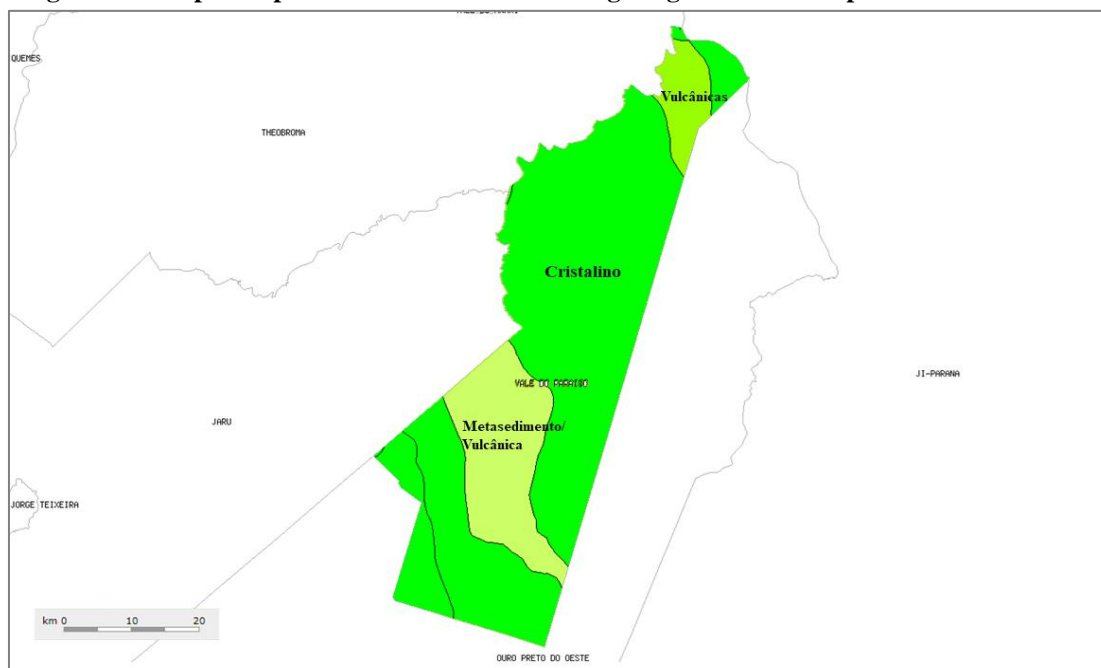 QUEMES
THEOBROMA
Vulcânicas
Cristalino
VALE DO PARAISO
JI-PARANA
JARU
Metasedimento/
Vulcânica
JORGE TEIXEIRA
km 0 10 20
OURO PRETO DO OESTE